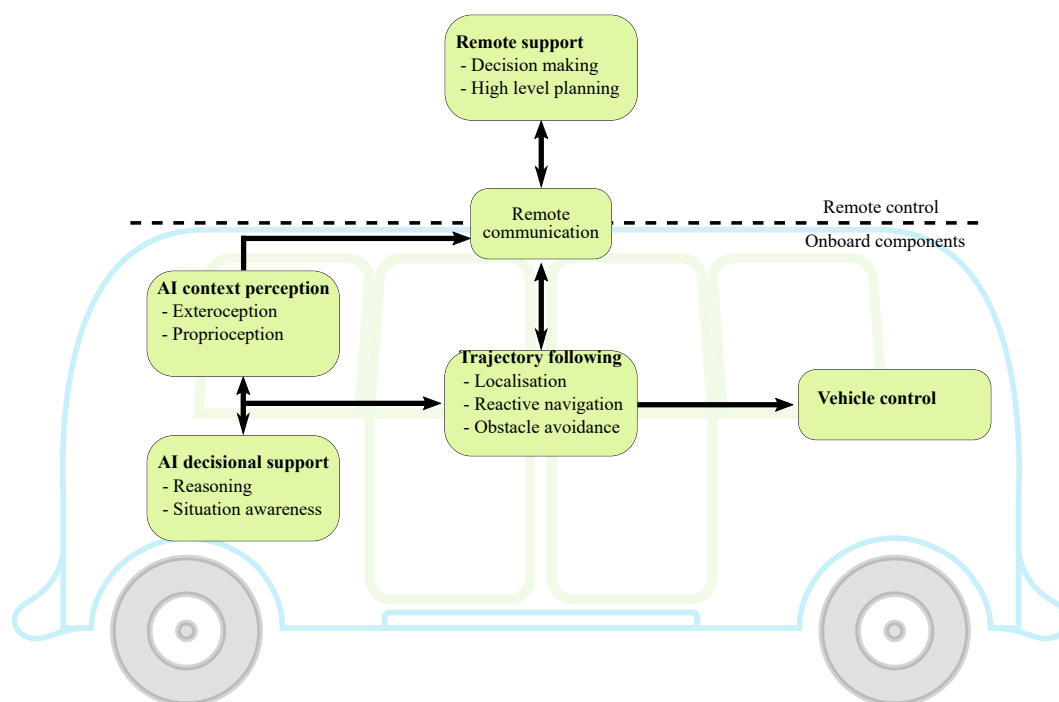 Remote support
- Decision making
- High level planning
Remote
communication
Remote control
Onboard components
AI context perception
- Exteroception
- Proprioception
Trajectory following
- Localisation
- Reactive navigation
- Obstacle avoidance
Vehicle control
AI decisional support
- Reasoning
- Situation awareness